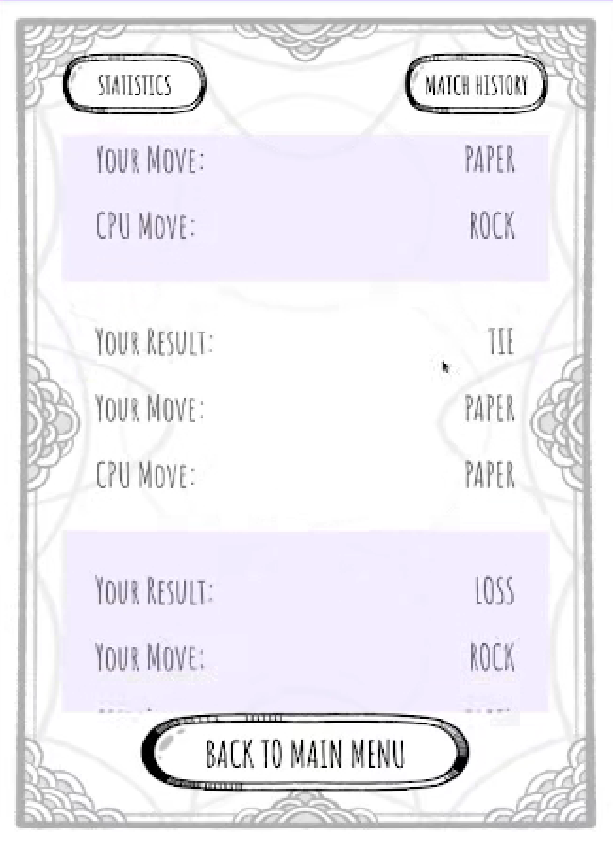 STATISTICS
MATCH HISTORY
YOUR MOVE: PAPER
CPU MOVE: ROCK
YOUR RESULT: TIE
YOUR MOVE: PAPER
CPU MOVE: PAPER
YOUR RESULT: LOSS
YOUR MOVE: ROCK
BACK TO MAIN MENU